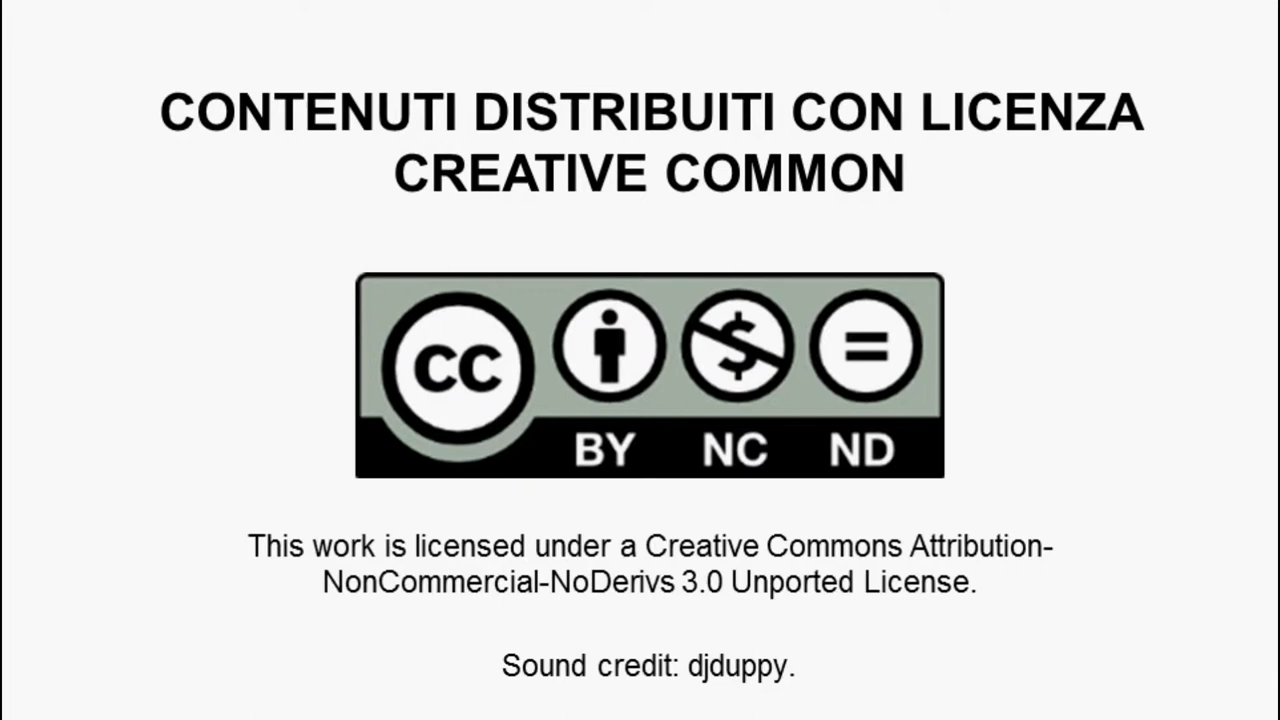 CONTENUTI DISTRIBUITI CON LICENZA
CREATIVE COMMON
CC
BY NC ND
This work is licensed under a Creative Commons Attribution-
NonCommercial-NoDerivs 3.0 Unported License.
Sound credit: djduppy.